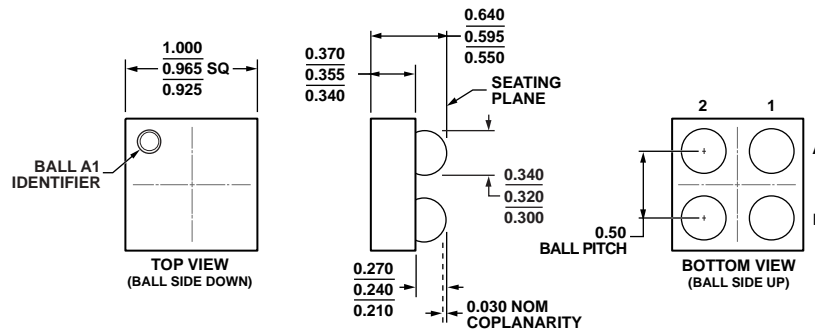 1.000
0.965 SQ
0.925
BALL A1
IDENTIFIER
TOP VIEW
(BALL SIDE DOWN)
0.640
0.595
0.550
0.370
0.355
0.340
SEATING
PLANE
0.340
0.320
0.300
0.270
0.240
0.210
0.030 NOM
COPLANARITY
2 1
0.50
BALL PITCH
BOTTOM VIEW
(BALL SIDE UP)